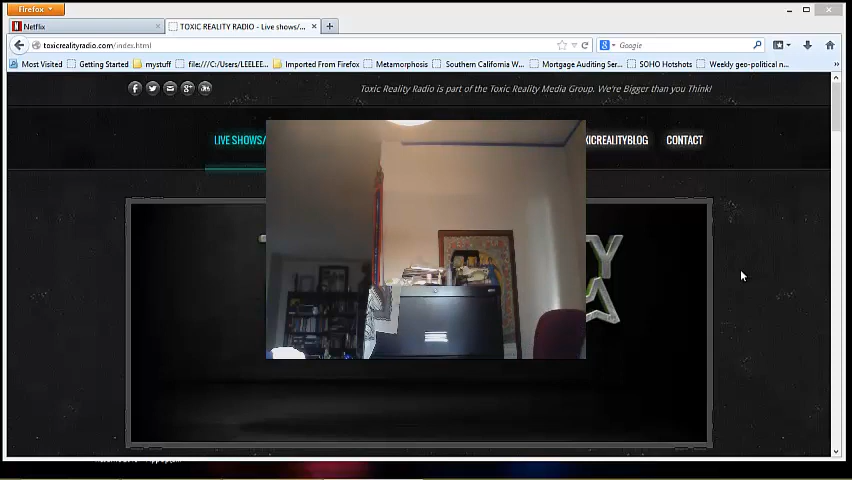 Firefox
Netflix
TOXIC REALITY RADIO - Live shows/...
toxicrealityradio.com/index.html
Google
Most Visited
Getting Started
mystuff
file:///C:/Users/LEELEE...
Imported From Firefox
Metamorphosis
Southern California W...
Mortgage Auditing Ser...
SOHO Hotshots
Weekly geo-political n...
Toxic Reality Radio is part of the Toxic Reality Media Group. We're Bigger than you Think!
LIVE SHOWS/
XICREALITYBLOG
CONTACT